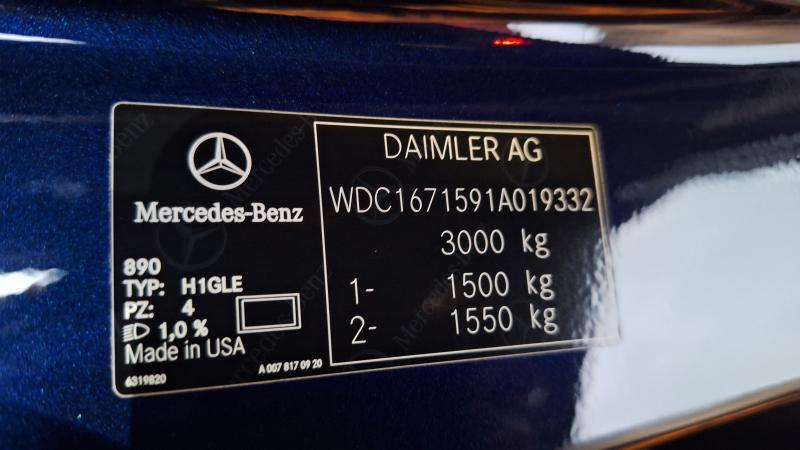 Mercedes-Benz
890
TYP: H1GLE
PZ: 4
1,0 %
Made in USA
6319820
A 007 817 09 20
DAIMLER AG
WDC1671591A019332
3000 kg
1- 1500 kg
2- 1550 kg